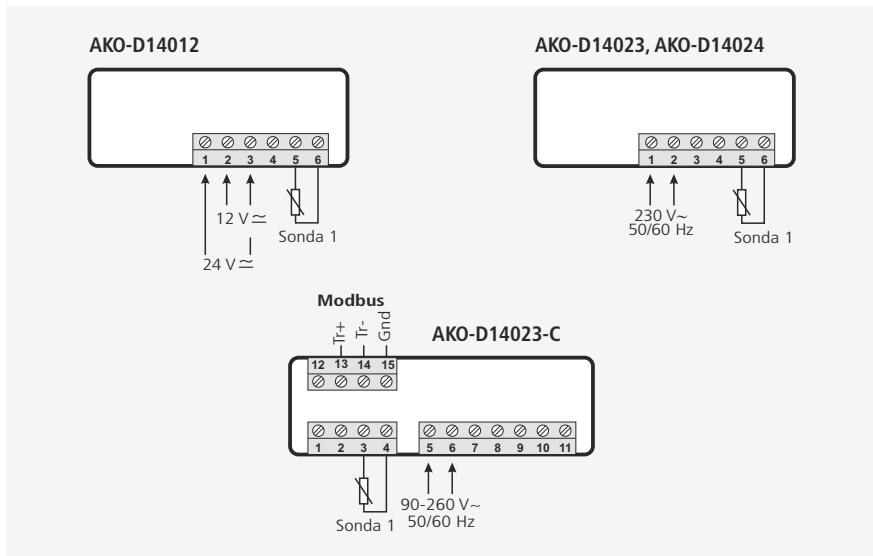 AKO-D14012
1 2 3 4 5 6
12 V ≂
Sonda 1
24 V ≂
AKO-D14023, AKO-D14024
1 2 3 4 5 6
230 V~
50/60 Hz
Sonda 1
Modbus
Tr+ Tr- Gnd
AKO-D14023-C
12 13 14 15
1 2 3 4
5 6 7 8 9 10 11
Sonda 1
90-260 V~
50/60 Hz